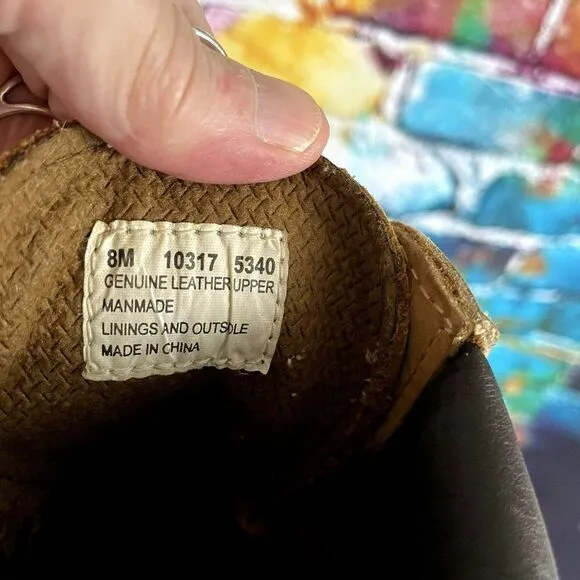 8M 10317 5340
GENUINE LEATHER UPPER
MANMADE
LININGS AND OUTSOLE
MADE IN CHINA